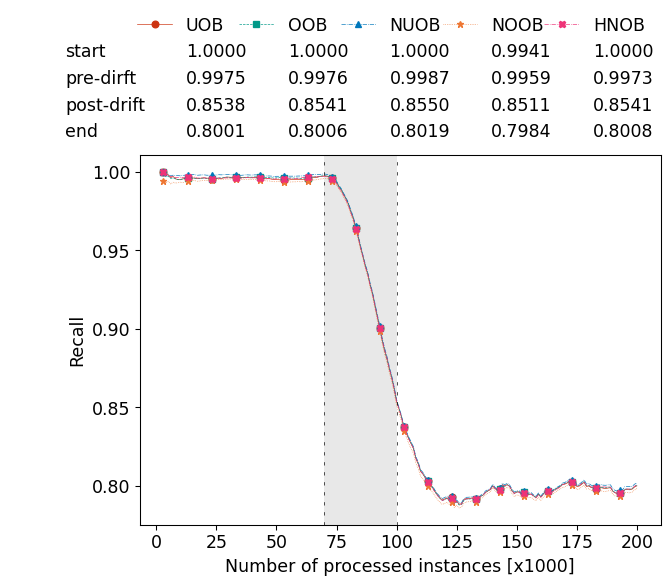 UOB OOB NUOB NOOB HNOB
start 1.0000 1.0000 1.0000 0.9941 1.0000
pre-dirft 0.9975 0.9976 0.9987 0.9959 0.9973
post-drift 0.8538 0.8541 0.8550 0.8511 0.8541
end 0.8001 0.8006 0.8019 0.7984 0.8008
1.00
0.95
0.90
0.85
0.80
Recall
0 25 50 75 100 125 150 175 200
Number of processed instances [x1000]